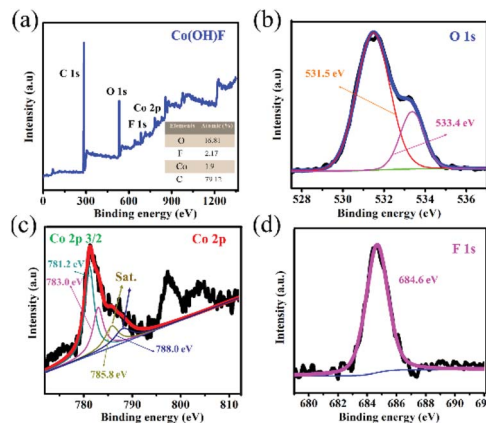 (a)
Co(OH)F
C 1s
O 1s
Co 2p
F 1s
Elements Atomic (%)
O 16.81
F 2.17
Co 1.9
C 79.12
Intensity (a.u)
0 300 600 900 1200
Binding energy (eV)
(b)
O 1s
531.5 eV
533.4 eV
Intensity (a.u)
528 530 532 534 536
Binding energy (eV)
(c)
Co 2p 3/2
Co 2p
781.2 eV
783.0 eV
Sat.
788.0 eV
785.8 eV
Intensity (a.u.)
780 790 800 810
Binding energy (eV)
(d)
F 1s
684.6 eV
Intensity (a.u.)
680 682 684 686 688 690 69
Binding energy (eV)